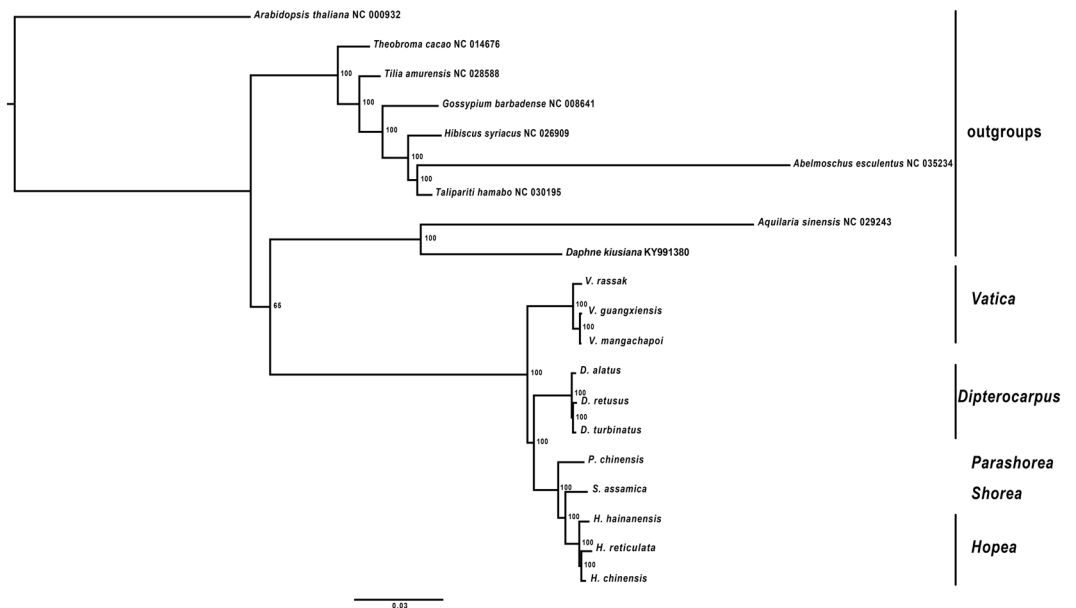 Arabidopsis thaliana NC 000932
Theobroma cacao NC 014676
100
Tilia amurensis NC 028588
100
Gossypium barbadense NC 008641
100
Hibiscus syriacus NC 026909
outgroups
100
Abelmoschus esculentus NC 035234
100
Talipariti hamabo NC 030195
Aquilaria sinensis NC 029243
100
Daphne kiusiana KY991380
V. rassak
Vatica
65
100
V. guangxiensis
100
V. mangachapoi
100
D. alatus
100
D. retusus
Dipterocarpus
100
D. turbinatus
100
P. chinensis
Parashorea
100
S. assamica
Shorea
100
H. hainanensis
100
H. reticulata
Hopea
100
H. chinensis
0.03